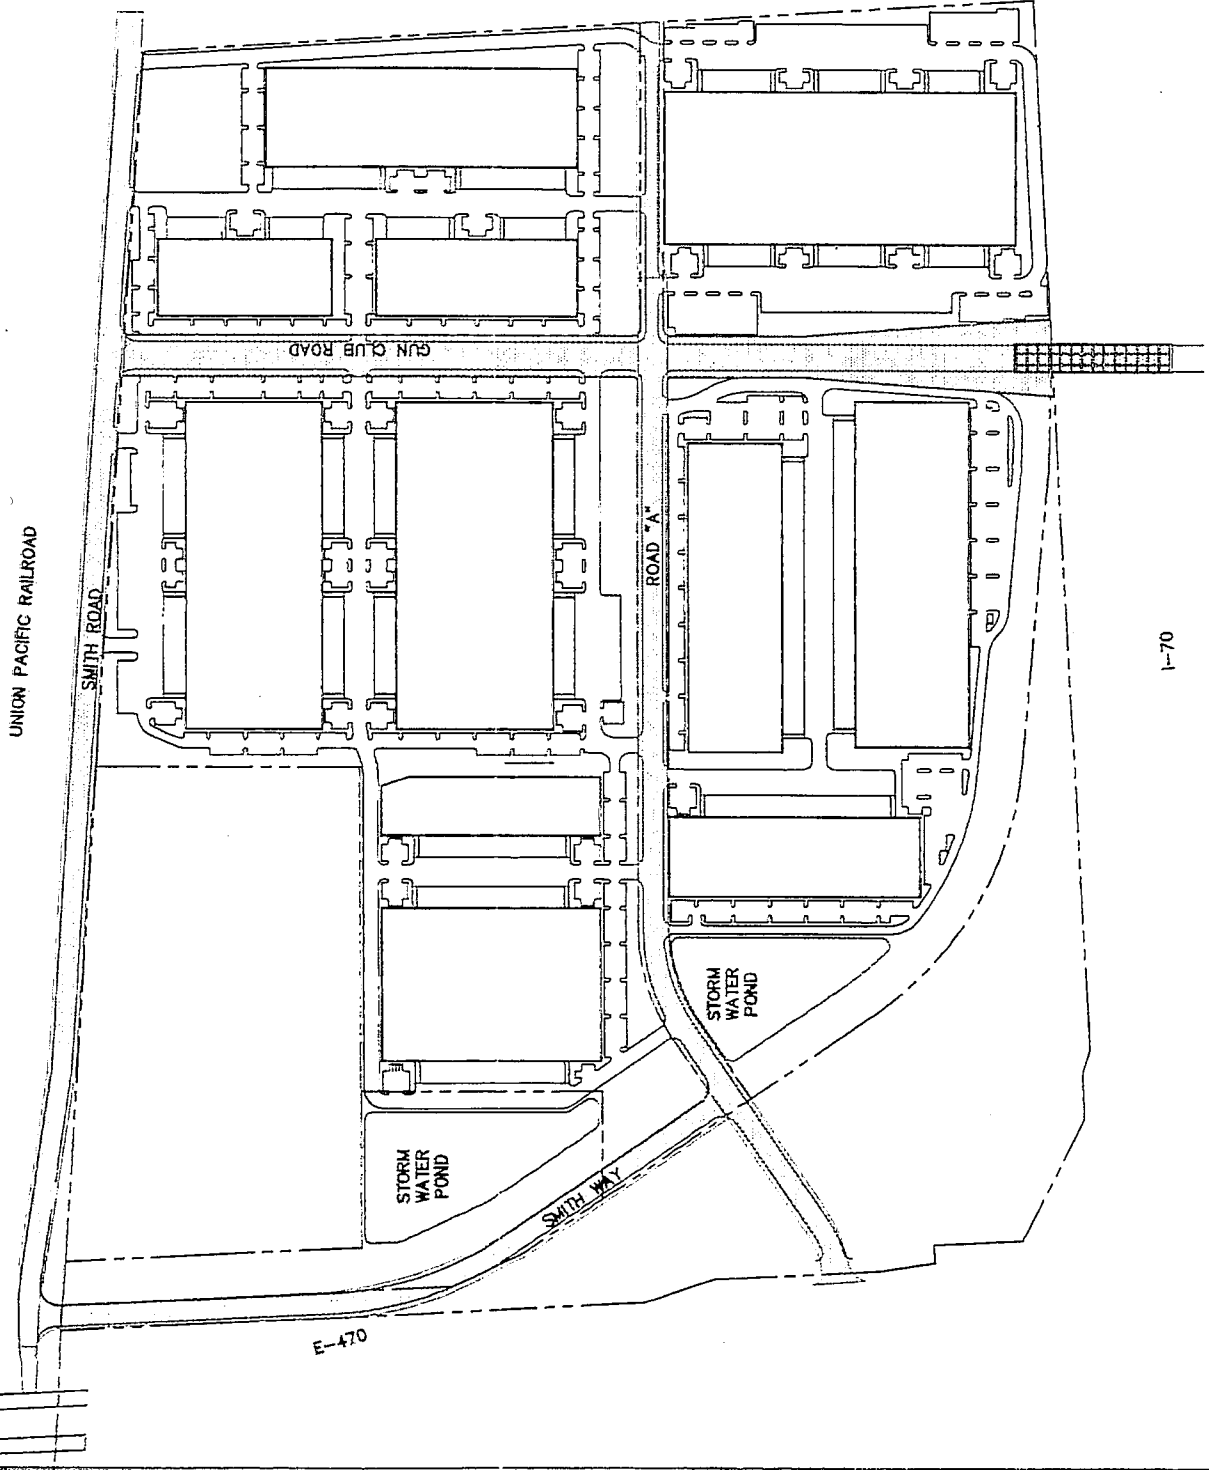 GUN CLUB ROAD
UNION PACIFIC RAILROAD
SMITH ROAD
ROAD "A"
I-70
STORM
WATER
POND
STORM
WATER
POND
SMITH WAY
E-470